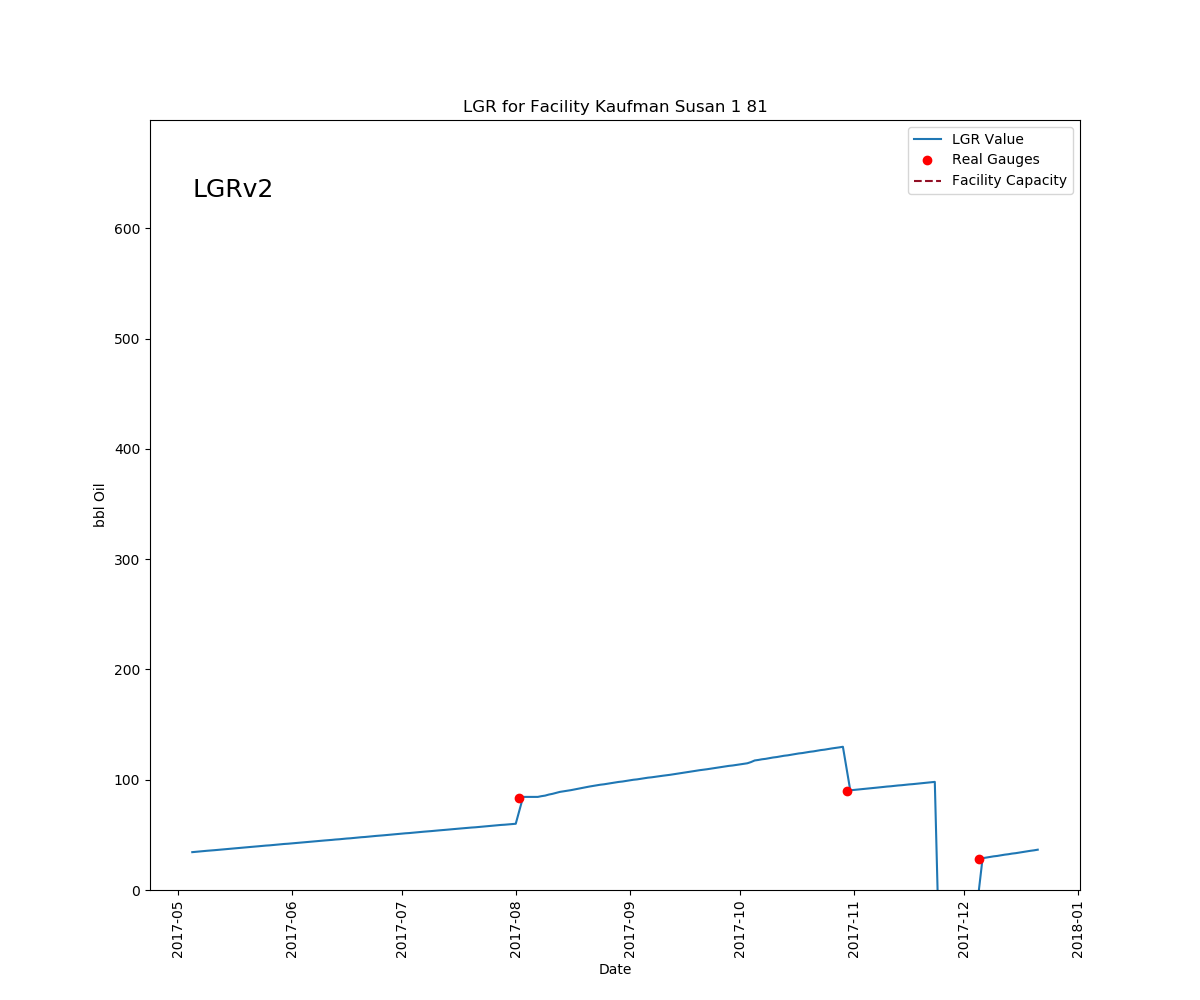 LGR for Facility Kaufman Susan 1 81
LGRv2
LGR Value
Real Gauges
Facility Capacity
600
500
400
300
200
100
0
bbl Oil
2017-05
2017-06
2017-07
2017-08
2017-09
2017-10
2017-11
2017-12
2018-01
Date